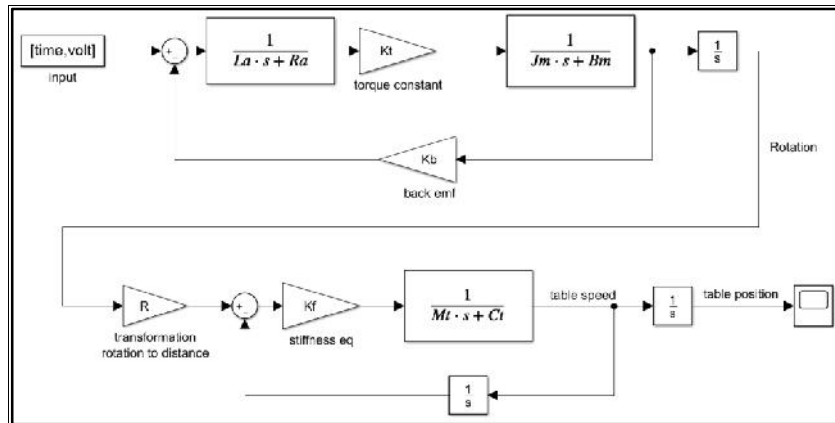 [time,volt]
input
+
-
1
La · s + Ra
Kt
torque constant
1
Jm · s + Bm
1
s
Kb
back emf
Rotation
R
transformation
rotation to distance
+
-
Kf
stiffness eq
1
Mt · s + Ct
table speed
1
s
table position
1
s